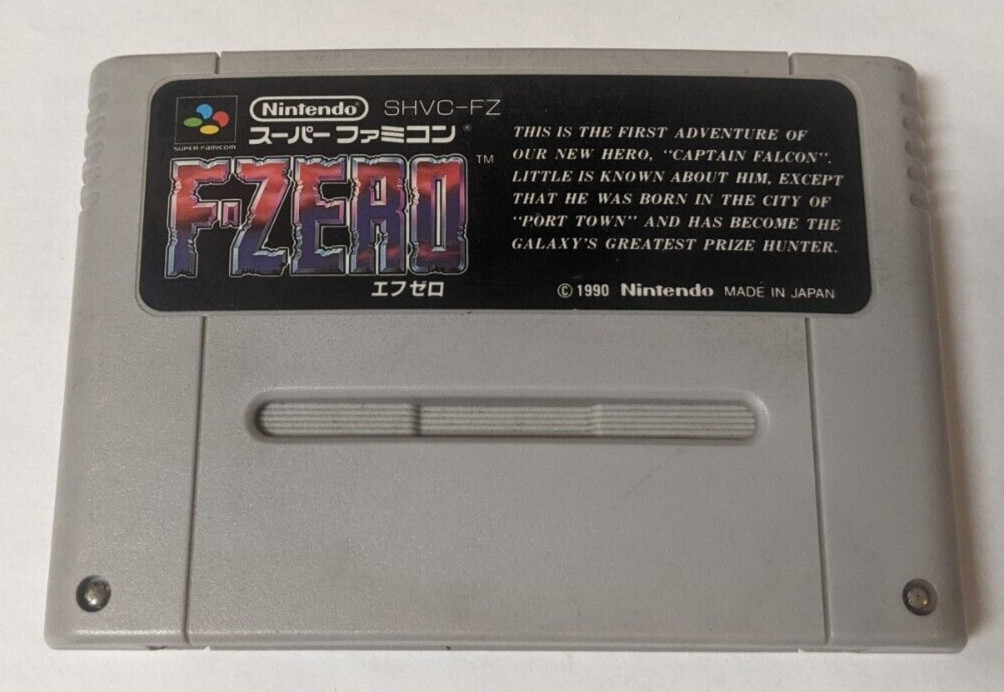 Nintendo® SHVC-FZ
SUPER FAMICOM
スーパーファミコン®
F-ZERO™
エフゼロ
THIS IS THE FIRST ADVENTURE OF
OUR NEW HERO, "CAPTAIN FALCON".
LITTLE IS KNOWN ABOUT HIM, EXCEPT
THAT HE WAS BORN IN THE CITY OF
"PORT TOWN" AND HAS BECOME THE
GALAXY'S GREATEST PRIZE HUNTER.
©1990 Nintendo MADE IN JAPAN